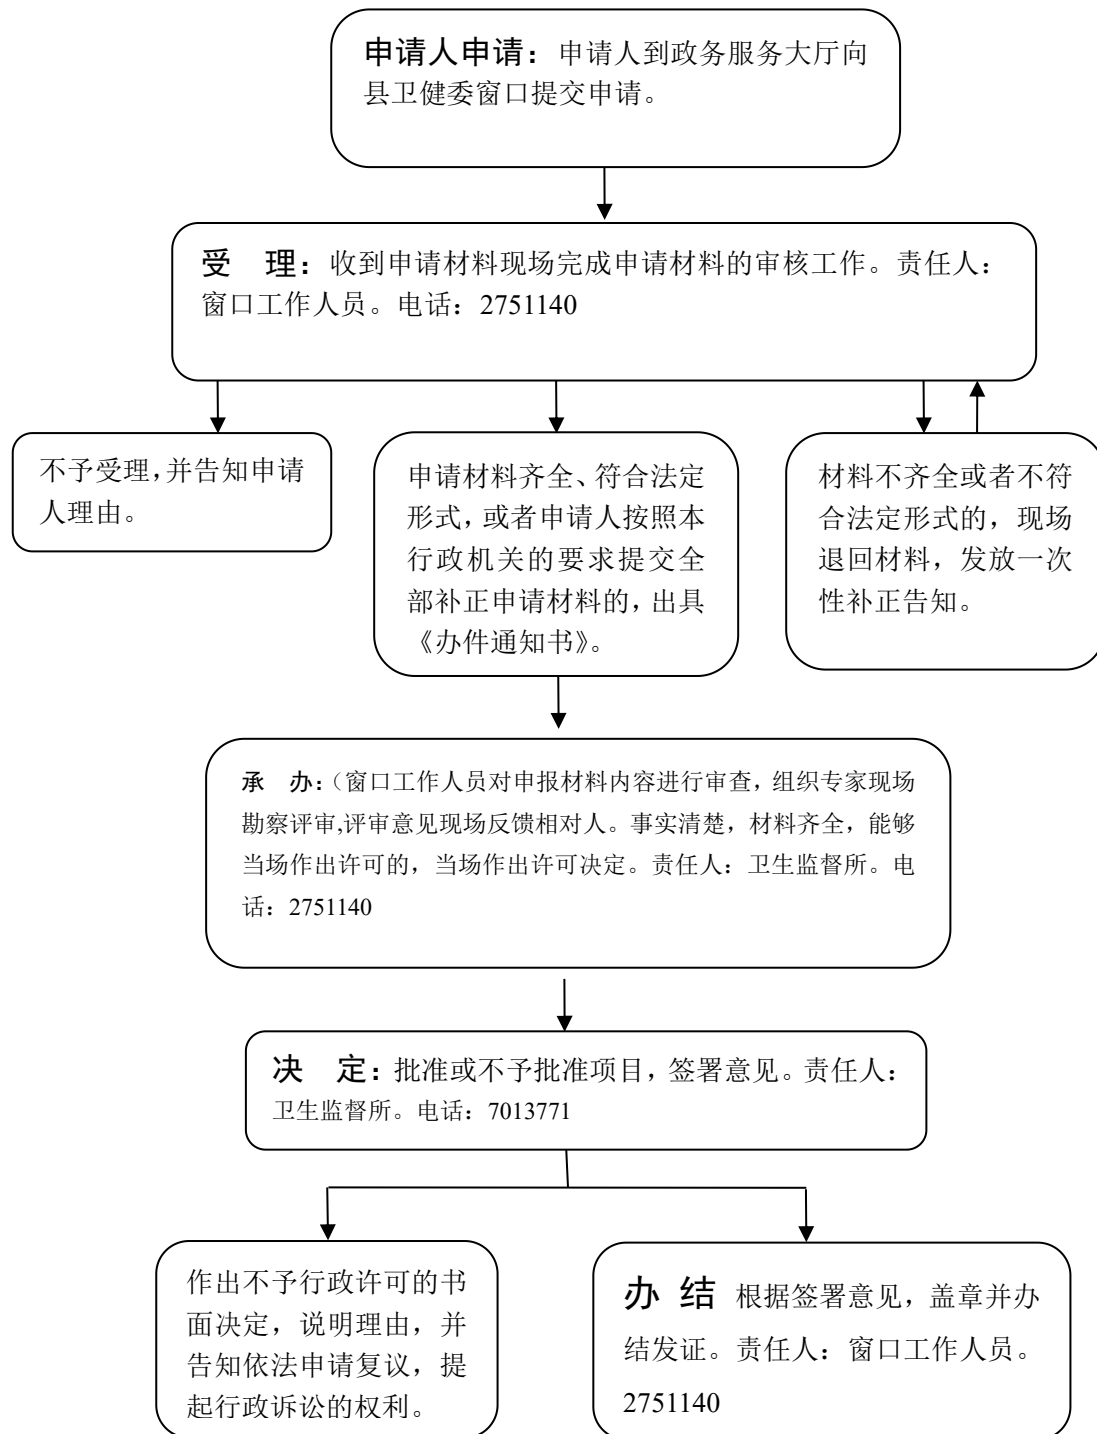 申请人申请：申请人到政务服务大厅向
县卫健委窗口提交申请。
受 理：收到申请材料现场完成申请材料的审核工作。责任人：
窗口工作人员。电话：2751140
不予受理，并告知申请
人理由。
申请材料齐全、符合法定
形式，或者申请人按照本
行政机关的要求提交全
部补正申请材料的，出具
《办件通知书》。
材料不齐全或者不符
合法定形式的，现场
退回材料，发放一次
性补正告知。
承 办：（窗口工作人员对申报材料内容进行审查，组织专家现场
勘察评审,评审意见现场反馈相对人。事实清楚，材料齐全，能够
当场作出许可的，当场作出许可决定。责任人：卫生监督所。电
话：2751140
决 定：批准或不予批准项目，签署意见。责任人：
卫生监督所。电话：7013771
作出不予行政许可的书
面决定，说明理由，并
告知依法申请复议，提
起行政诉讼的权利。
办 结 根据签署意见，盖章并办
结发证。责任人：窗口工作人员。
2751140